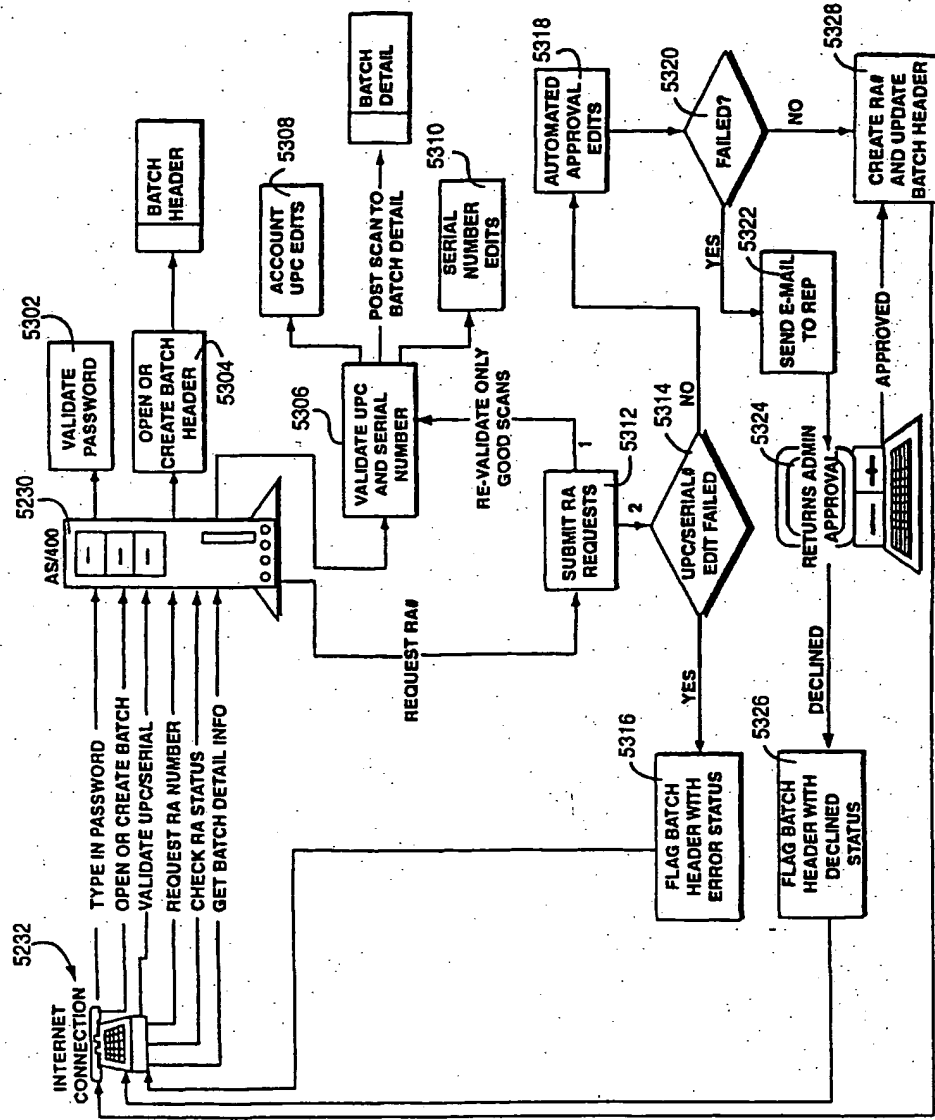 5232
INTERNET
CONNECTION
TYPE IN PASSWORD
OPEN OR CREATE BATCH
VALIDATE UPC/SERIAL
REQUEST RA NUMBER
CHECK RA STATUS
GET BATCH DETAIL INFO
5230
AS/400
5302
VALIDATE
PASSWORD
OPEN OR
CREATE BATCH
HEADER
5304
BATCH
HEADER
5306
VALIDATE UPC
AND SERIAL
NUMBER
5308
ACCOUNT
UPC EDITS
POST SCAN TO
BATCH DETAIL
BATCH
DETAIL
5310
SERIAL
NUMBER
EDITS
REQUEST RA#
RE-VALIDATE ONLY
GOOD SCANS
1
5312
SUBMIT RA
REQUESTS
2
5314
UPC/SERIAL#
EDIT FAILED
YES
NO
5316
FLAG BATCH
HEADER WITH
ERROR STATUS
5318
AUTOMATED
APPROVAL
EDITS
5320
FAILED?
YES
NO
5322
SEND E-MAIL
TO REP
5324
RETURNS ADMIN
APPROVAL
DECLINED
APPROVED
5326
FLAG BATCH
HEADER WITH
DECLINED
STATUS
5328
CREATE RA#
AND UPDATE
BATCH HEADER